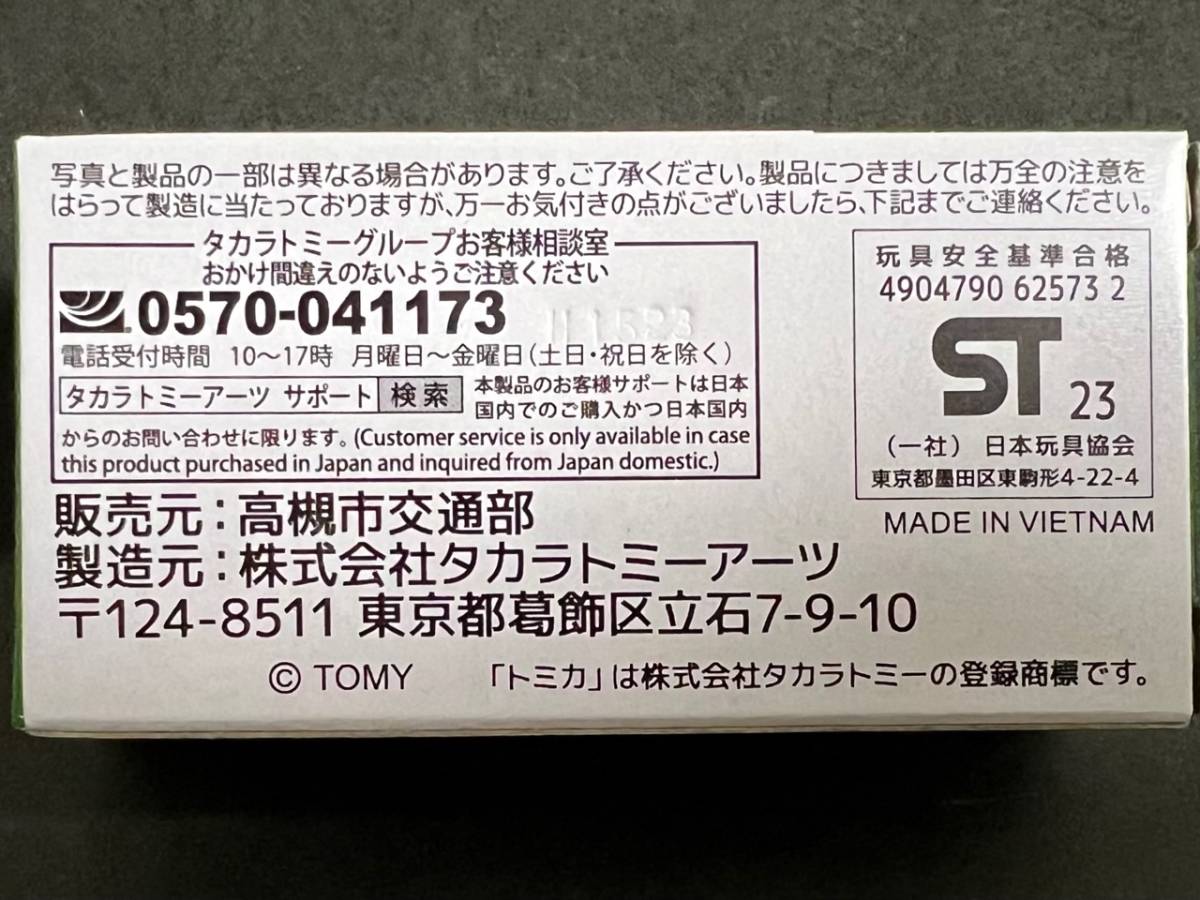 写真と製品の一部は異なる場合があります。ご了承ください。製品につきましては万全の注意を
はらって製造に当たっておりますが、万一お気付きの点がございましたら、下記までご連絡ください。
タカラトミーグループお客様相談室
おかけ間違えのないようご注意ください
0570-041173
電話受付時間 10〜17時 月曜日〜金曜日(土日・祝日を除く)
タカラトミーアーツ サポート 検索
本製品のお客様サポートは日本
国内でのご購入かつ日本国内
からのお問い合わせに限ります。(Customer service is only available in case
this product purchased in Japan and inquired from Japan domestic.)
玩具安全基準合格
4904790 62573 2
ST 23
(一社) 日本玩具協会
東京都墨田区東駒形4-22-4
MADE IN VIETNAM
販売元:高槻市交通部
製造元:株式会社タカラトミーアーツ
〒124-8511 東京都葛飾区立石7-9-10
© TOMY 「トミカ」は株式会社タカラトミーの登録商標です。